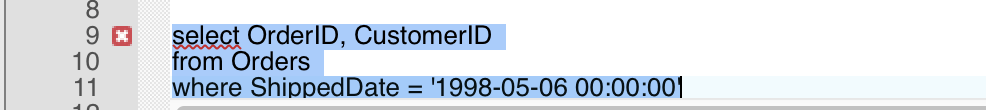 8
9 select OrderID, CustomerID
10 from Orders
11 where ShippedDate = '1998-05-06 00:00:00'